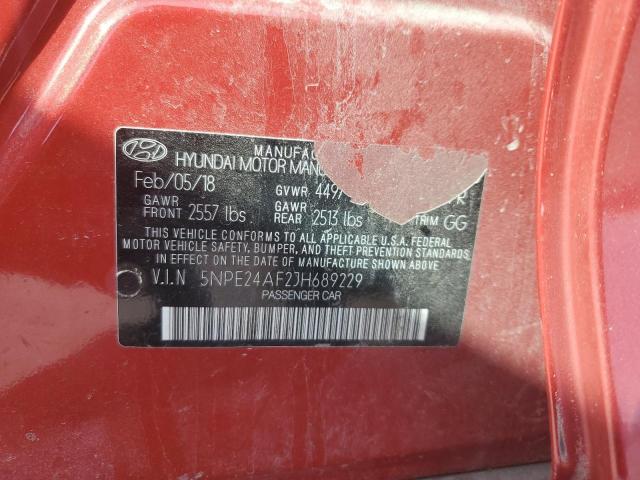 MANUFAC
HYUNDAI MOTOR MAN
Feb/05/18 GVWR 449
GAWR FRONT 2557 lbs GAWR REAR 2513 lbs TRIM GG
THIS VEHICLE CONFORMS TO ALL APPLICABLE U.S.A. FEDERAL
MOTOR VEHICLE SAFETY, BUMPER, AND THEFT PREVENTION STANDARDS
IN EFFECT ON THE DATE OF MANUFACTURE SHOWN ABOVE.
V.I.N 5NPE24AF2JH689229
PASSENGER CAR